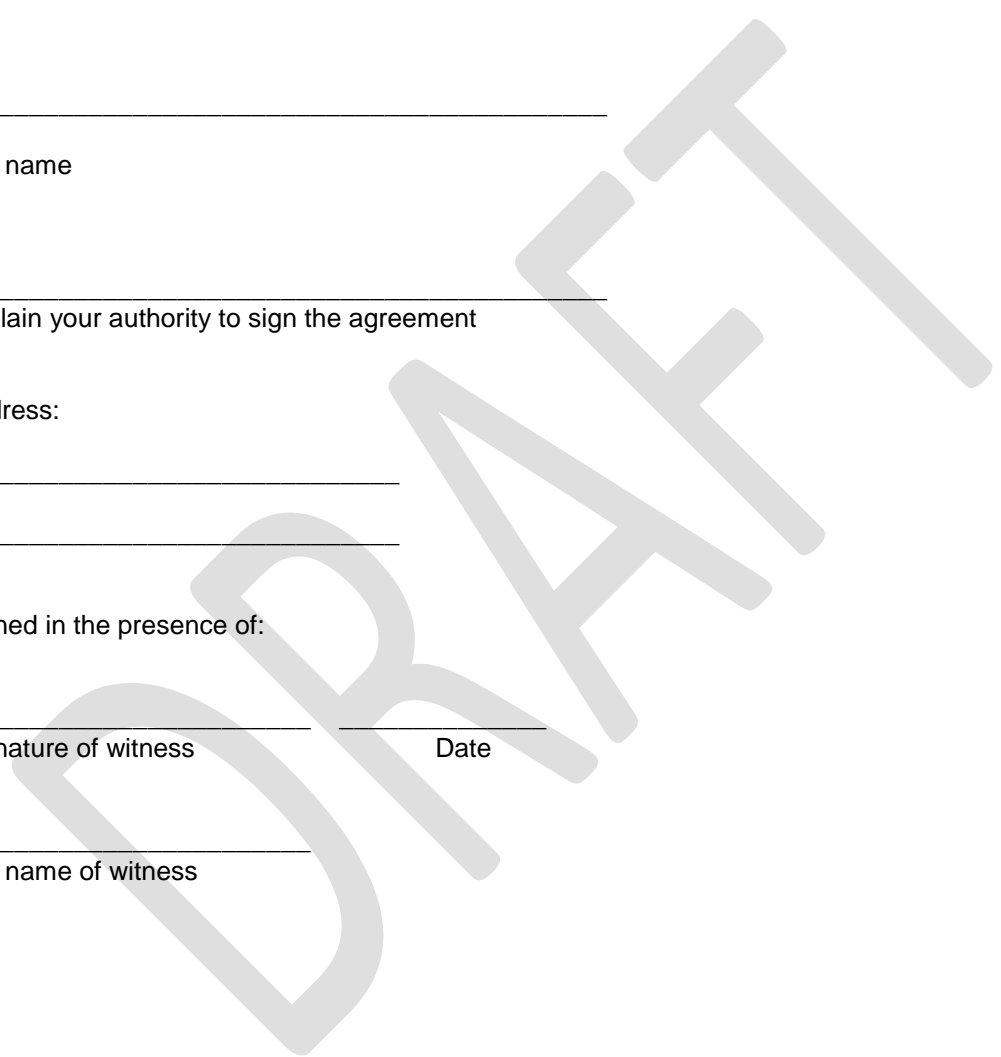 name
lain your authority to sign the agreement
lress:
ned in the presence of:
nature of witness Date
name of witness
DRAFT